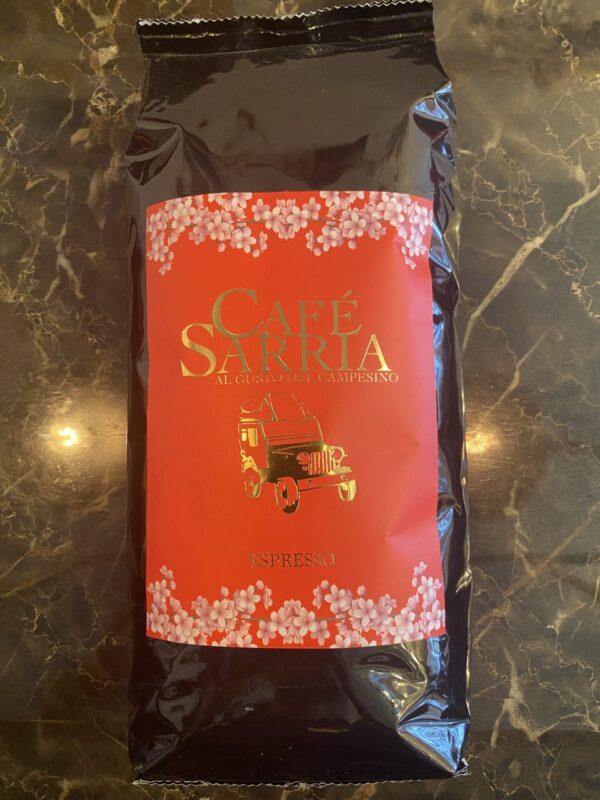 CAFÉ
SARRIA
AL GUSTO DEL CAMPESINO
ESPRESSO